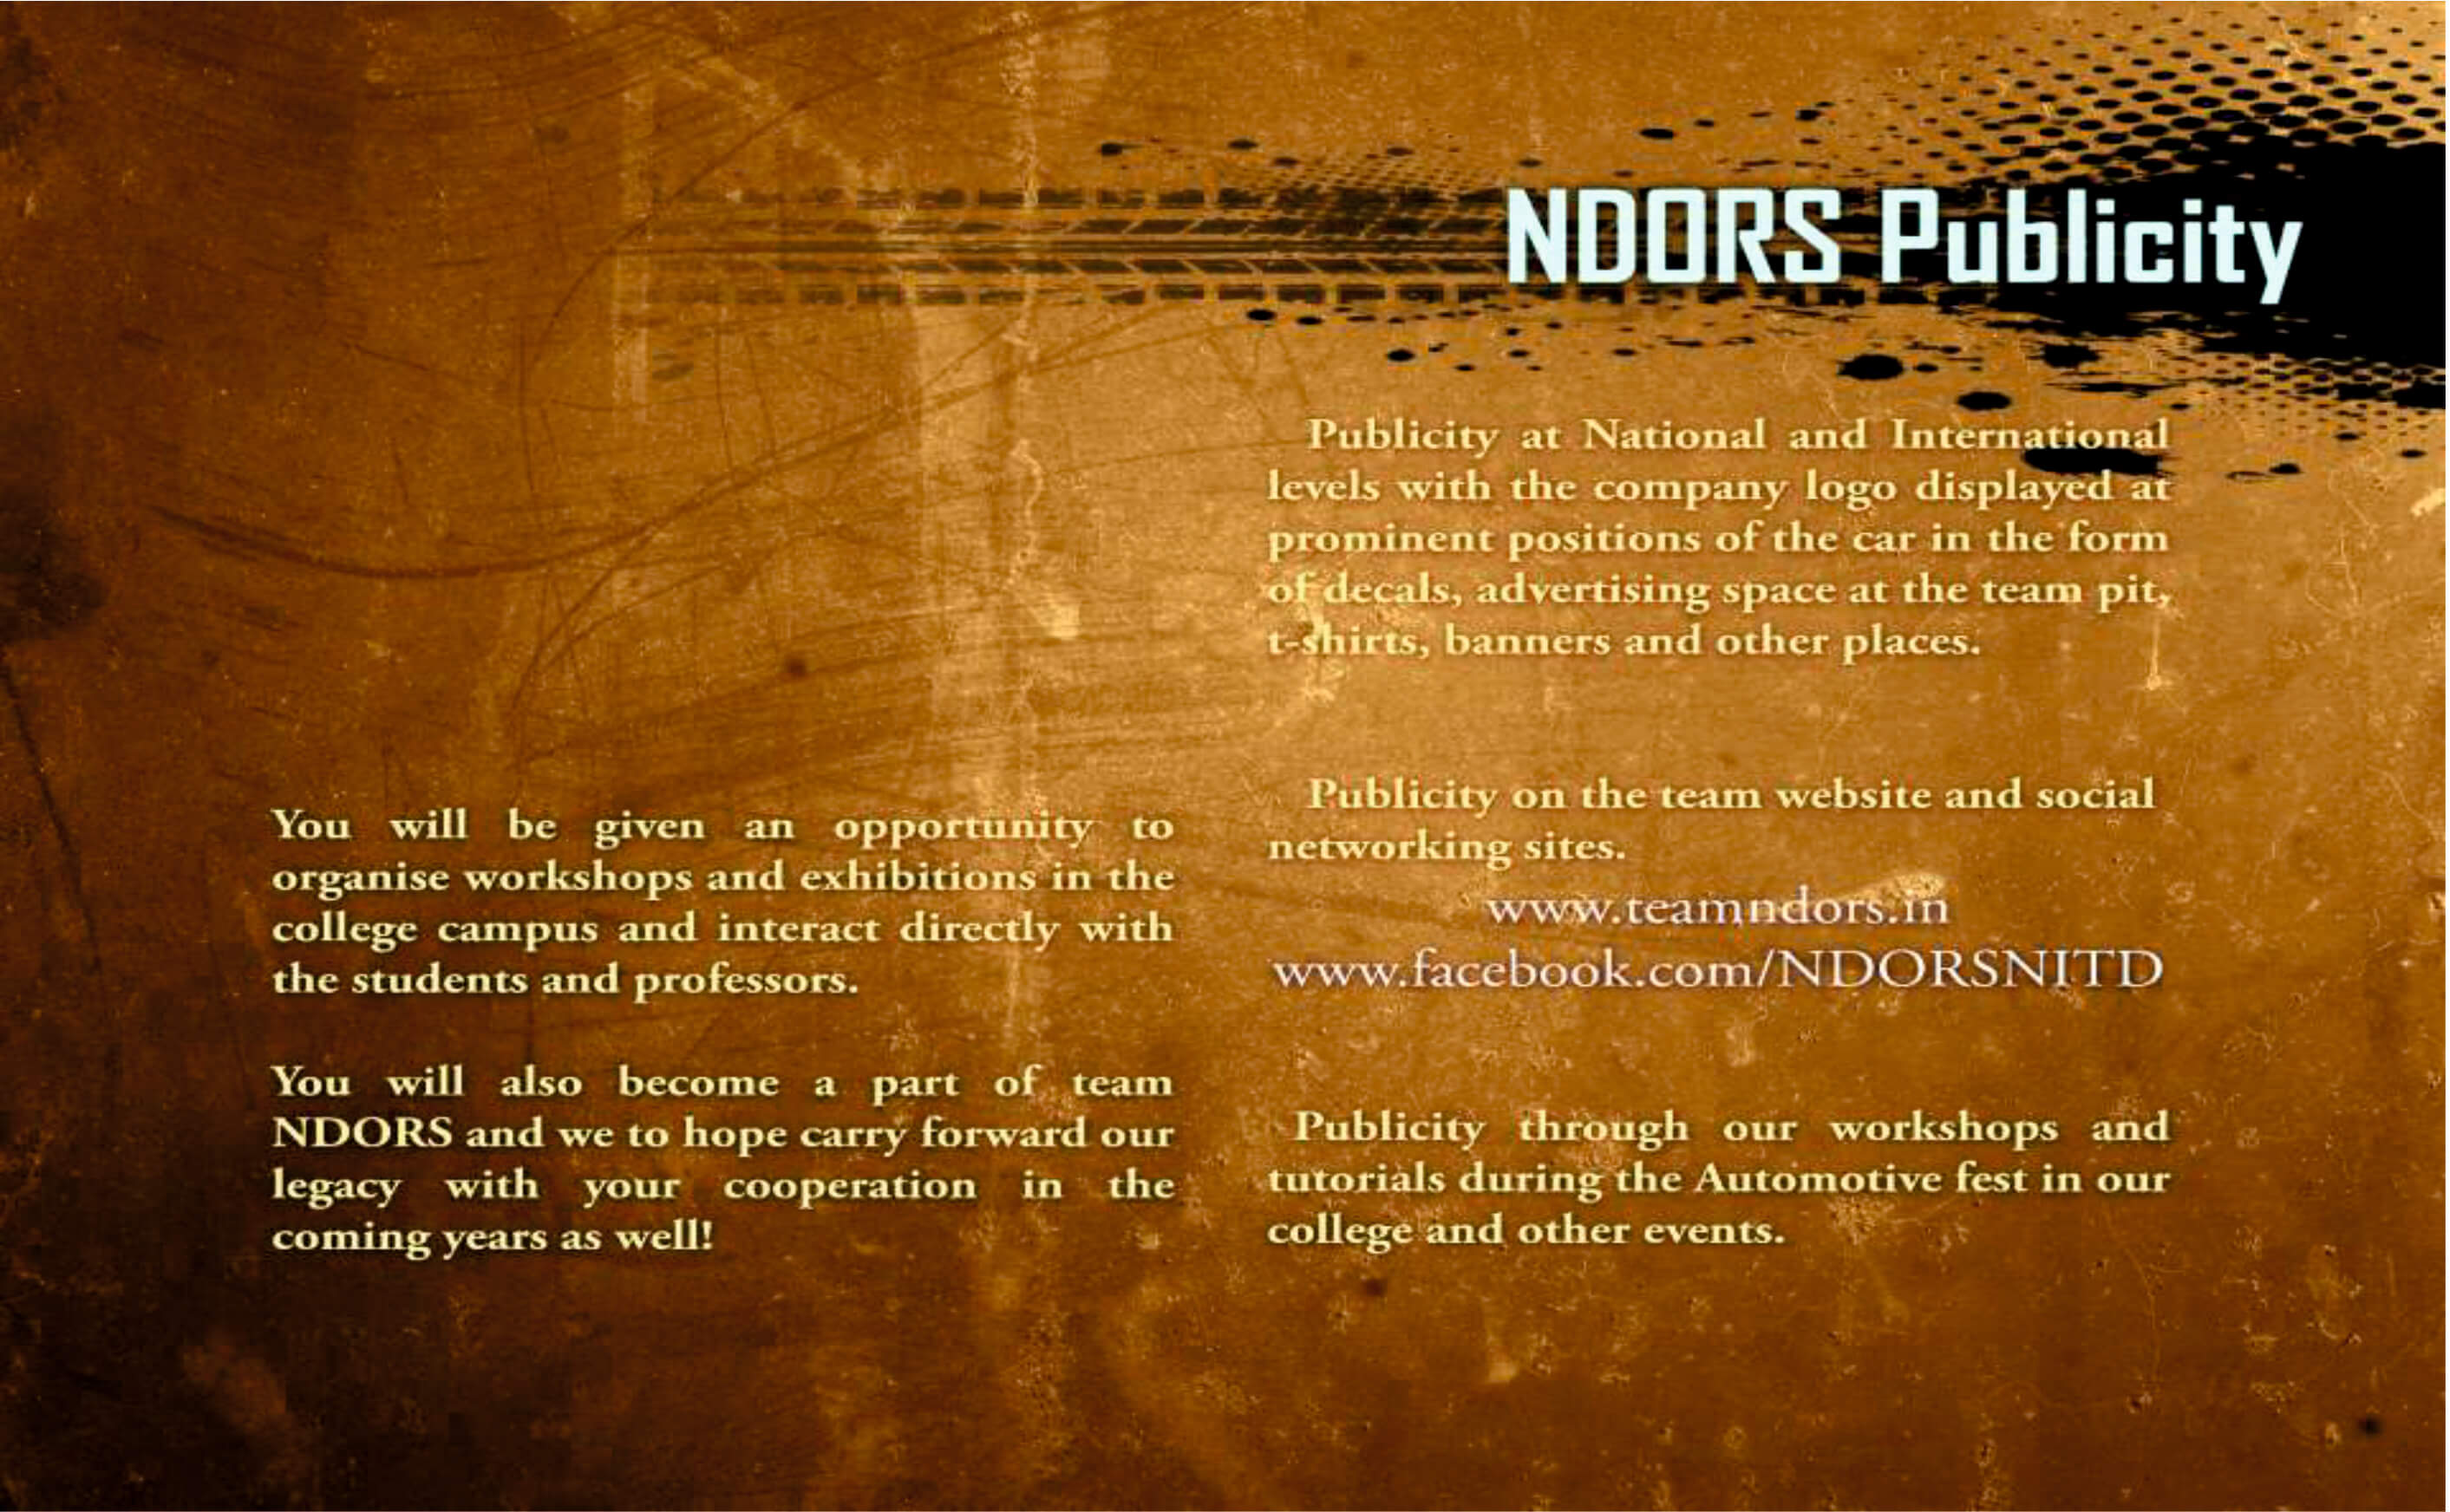 NDORS Publicity
Publicity at National and International
levels with the company logo displayed at
prominent positions of the car in the form
of decals, advertising space at the team pit,
t-shirts, banners and other places.
Publicity on the team website and social
networking sites.
www.teamndors.in
www.facebook.com/NDORSNITD
Publicity through our workshops and
tutorials during the Automotive fest in our
college and other events.
You will be given an opportunity to
organise workshops and exhibitions in the
college campus and interact directly with
the students and professors.
You will also become a part of team
NDORS and we to hope carry forward our
legacy with your cooperation in the
coming years as well!